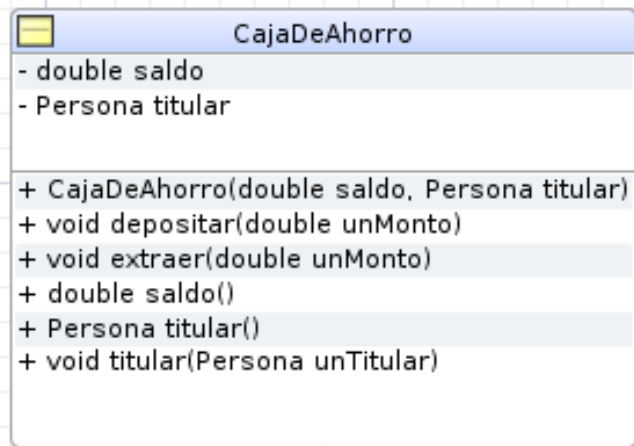 CajaDeAhorro
- double saldo
- Persona titular
+ CajaDeAhorro(double saldo, Persona titular)
+ void depositar(double unMonto)
+ void extraer(double unMonto)
+ double saldo()
+ Persona titular()
+ void titular(Persona unTitular)